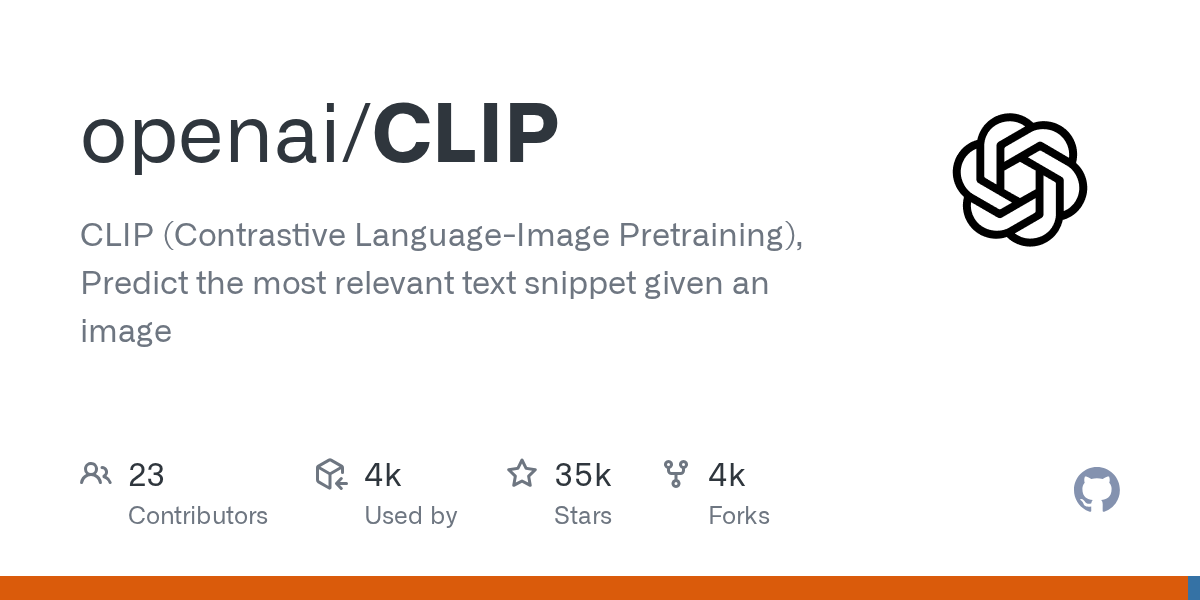 openai/CLIP
CLIP (Contrastive Language-Image Pretraining),
Predict the most relevant text snippet given an
image
23 4k 35k 4k
Contributors Used by Stars Forks